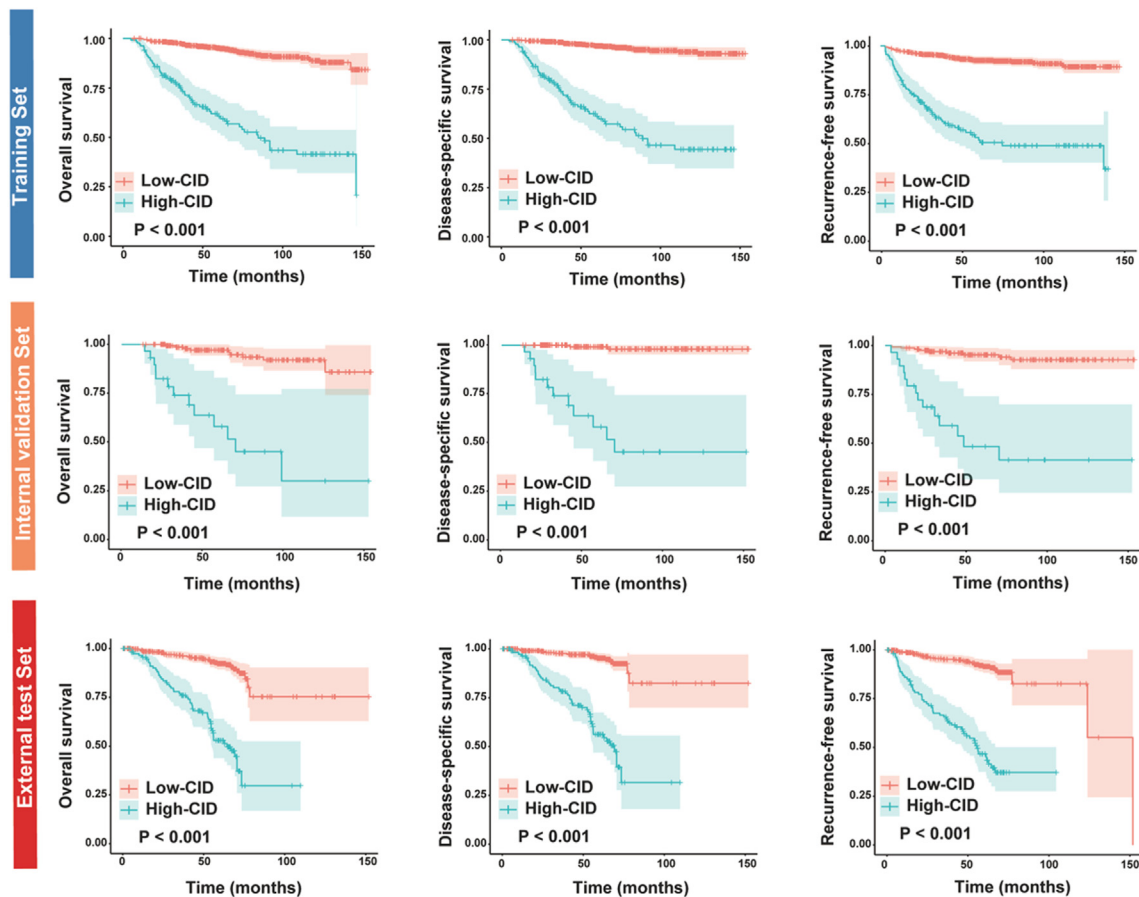 Training Set
Overall survival
1.00
0.75
0.50
0.25
0.00
Low-CID
High-CID
P < 0.001
0 50 100 150
Time (months)
Disease-specific survival
1.00
0.75
0.50
0.25
0.00
Low-CID
High-CID
P < 0.001
0 50 100 150
Time (months)
Recurrence-free survival
1.00
0.75
0.50
0.25
0.00
Low-CID
High-CID
P < 0.001
0 50 100 150
Time (months)
Internal validation Set
Overall survival
1.00
0.75
0.50
0.25
0.00
Low-CID
High-CID
P < 0.001
0 50 100 150
Time (months)
Disease-specific survival
1.00
0.75
0.50
0.25
0.00
Low-CID
High-CID
P < 0.001
0 50 100 150
Time (months)
Recurrence-free survival
1.00
0.75
0.50
0.25
0.00
Low-CID
High-CID
P < 0.001
0 50 100 150
Time (months)
External test Set
Overall survival
1.00
0.75
0.50
0.25
0.00
Low-CID
High-CID
P < 0.001
0 50 100 150
Time (months)
Disease-specific survival
1.00
0.75
0.50
0.25
0.00
Low-CID
High-CID
P < 0.001
0 50 100 150
Time (months)
Recurrence-free survival
1.00
0.75
0.50
0.25
0.00
Low-CID
High-CID
P < 0.001
0 50 100 150
Time (months)